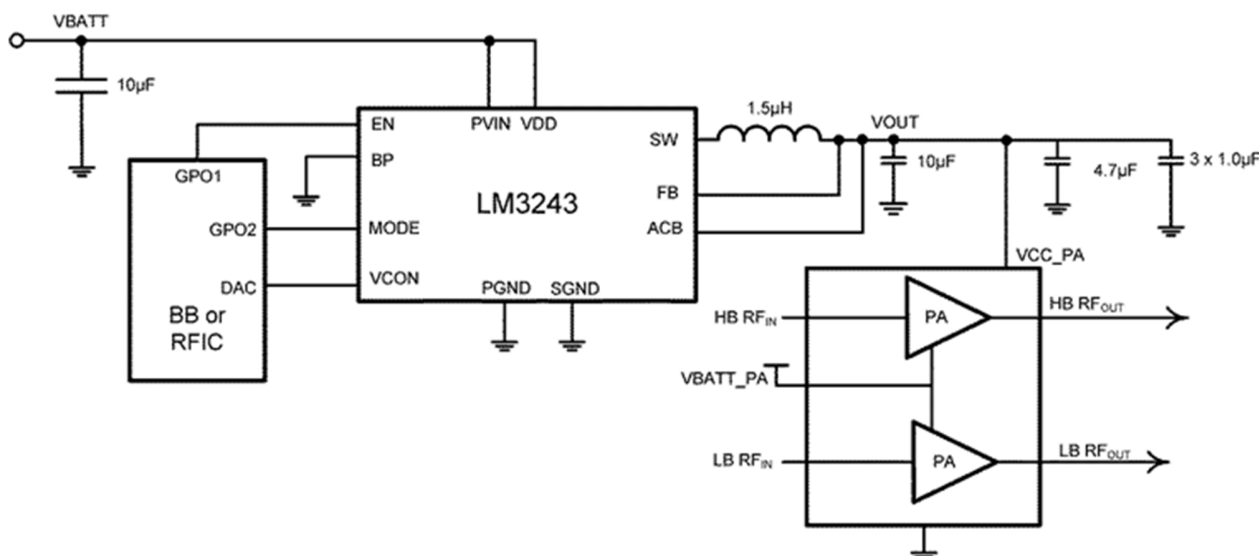 VBATT
10µF
EN
PVIN VDD
BP
SW
1.5µH
VOUT
10µF
4.7µF
3 x 1.0µF
GPO1
LM3243
FB
GPO2
MODE
ACB
DAC
VCON
PGND
SGND
BB or
RFIC
VCC_PA
HB RFIN
PA
HB RFOUT
VBATT_PA
LB RFIN
PA
LB RFOUT